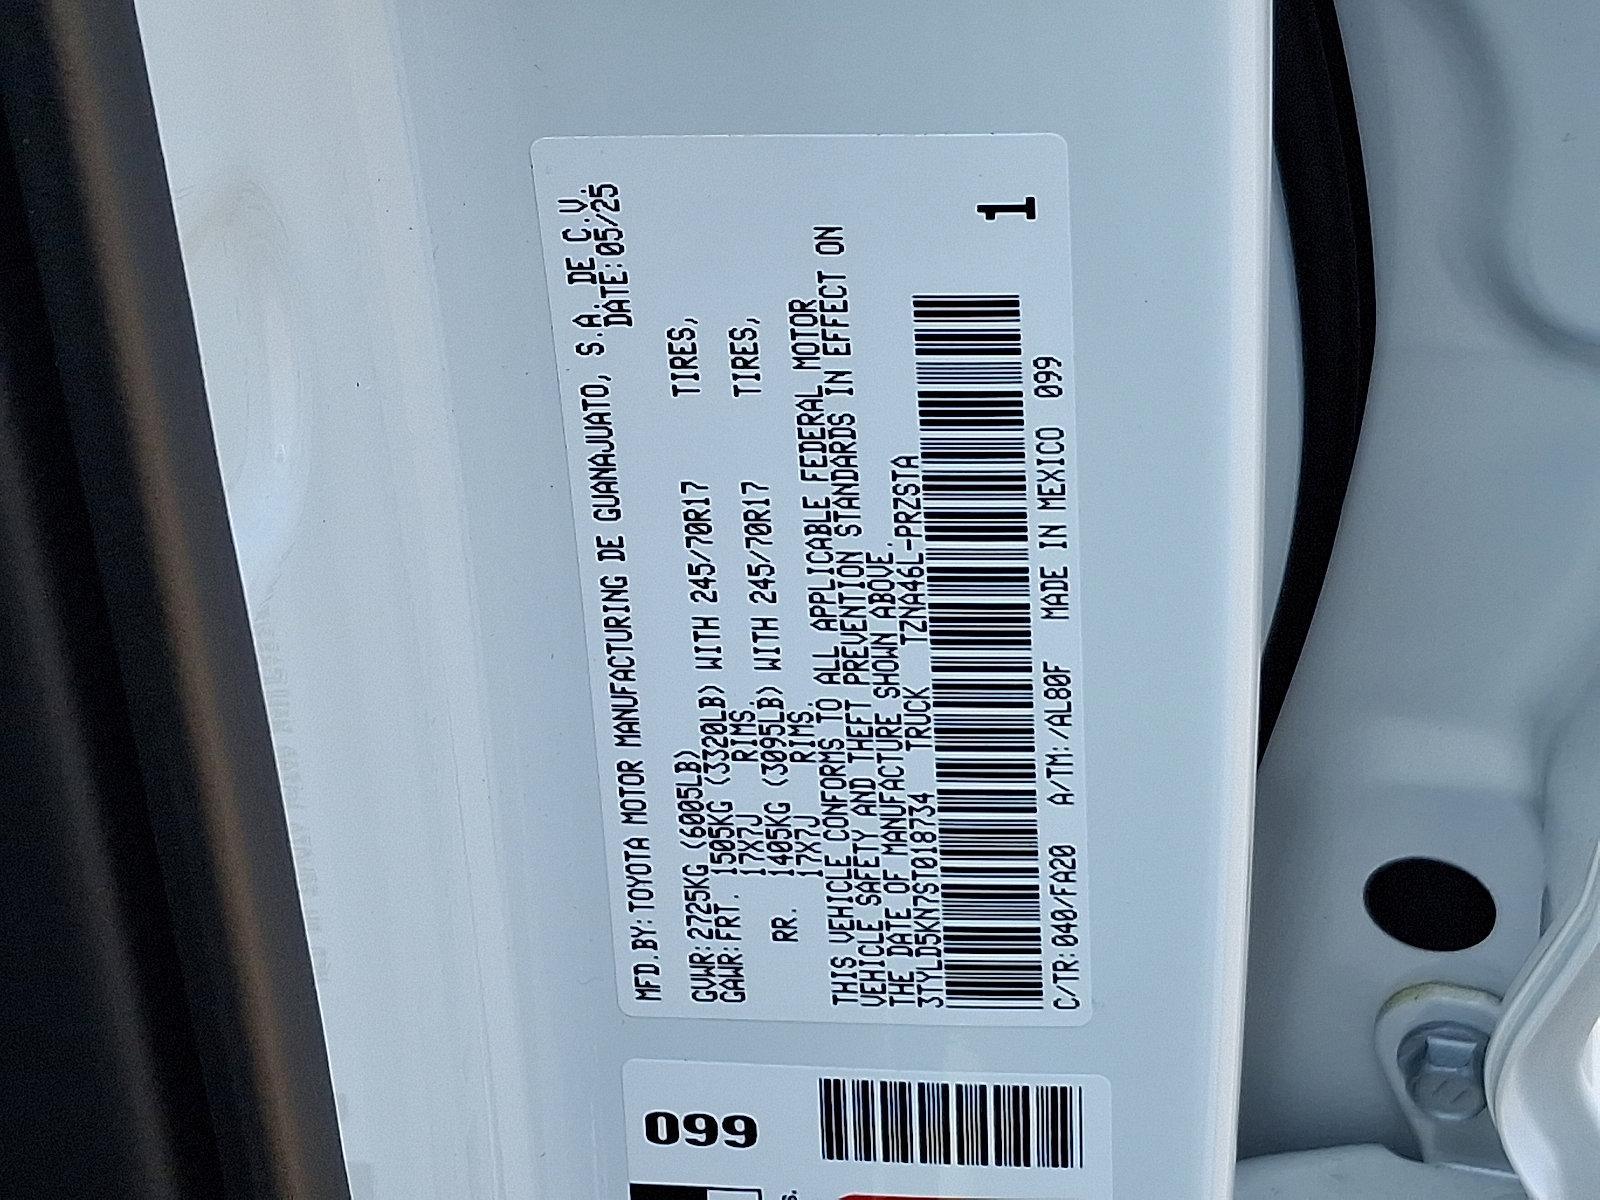 MFD.BY:TOYOTA MOTOR MANUFACTURING DE GUANAJUATO, S.A. DE C.V.
DATE:05/25
GVWR:2725KG (6005LB)
GAWR:FRT. 1505KG (3320LB) WITH 245/70R17 TIRES,
17X7J RIMS.
RR. 1405KG (3095LB) WITH 245/70R17 TIRES,
17X7J RIMS.
THIS VEHICLE CONFORMS TO ALL APPLICABLE FEDERAL MOTOR
VEHICLE SAFETY AND THEFT PREVENTION STANDARDS IN EFFECT ON
THE DATE OF MANUFACTURE SHOWN ABOVE.
3TYLD5KN7ST018734 TRUCK TZNA46L-PRZSTA
1
C/TR:040/FA20 A/TM:/AL80F MADE IN MEXICO 099
099